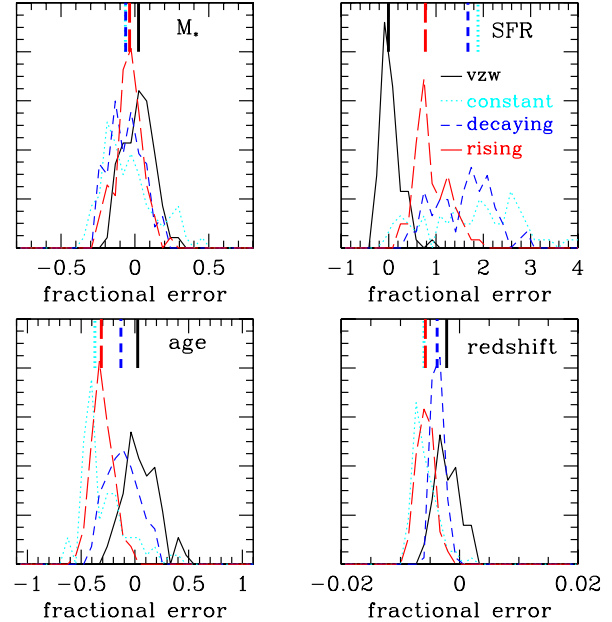 M*
SFR
vzw
constant
decaying
rising
−0.5 0 0.5
−1 0 1 2 3 4
fractional error
fractional error
age
redshift
−1 −0.5 0 0.5 1
−0.02 0 0.02
fractional error
fractional error